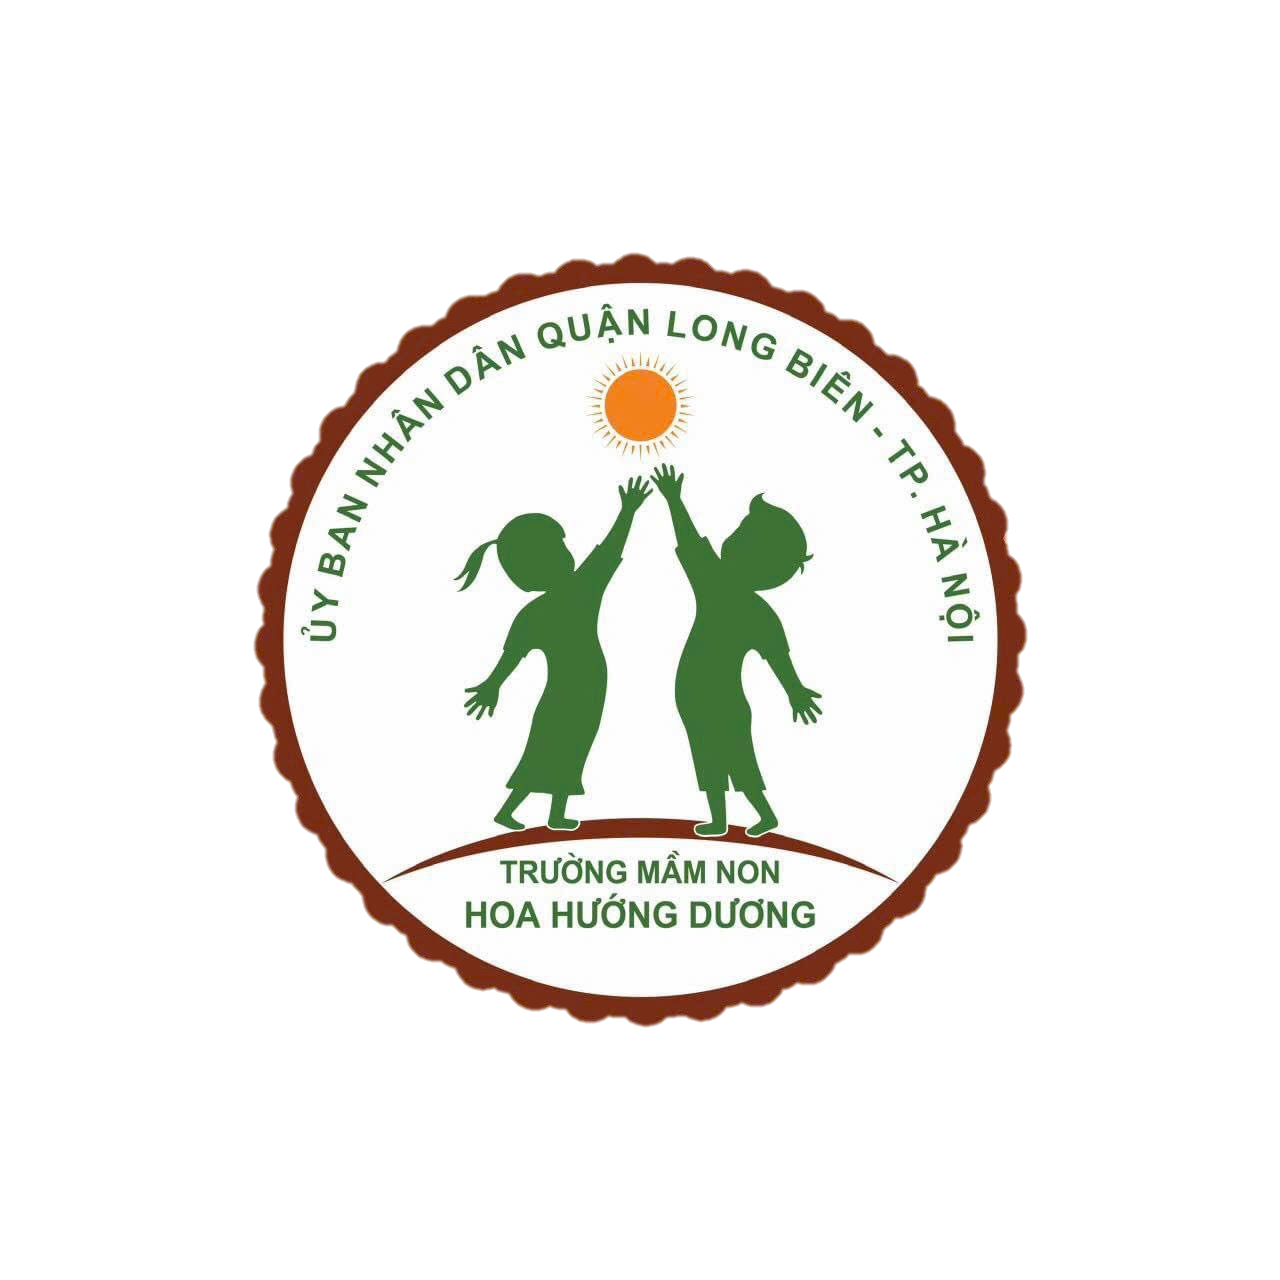 ỦY BAN NHÂN DÂN QUẬN LONG BIÊN - TP. HÀ NỘI
TRƯỜNG MẦM NON
HOA HƯỚNG DƯƠNG